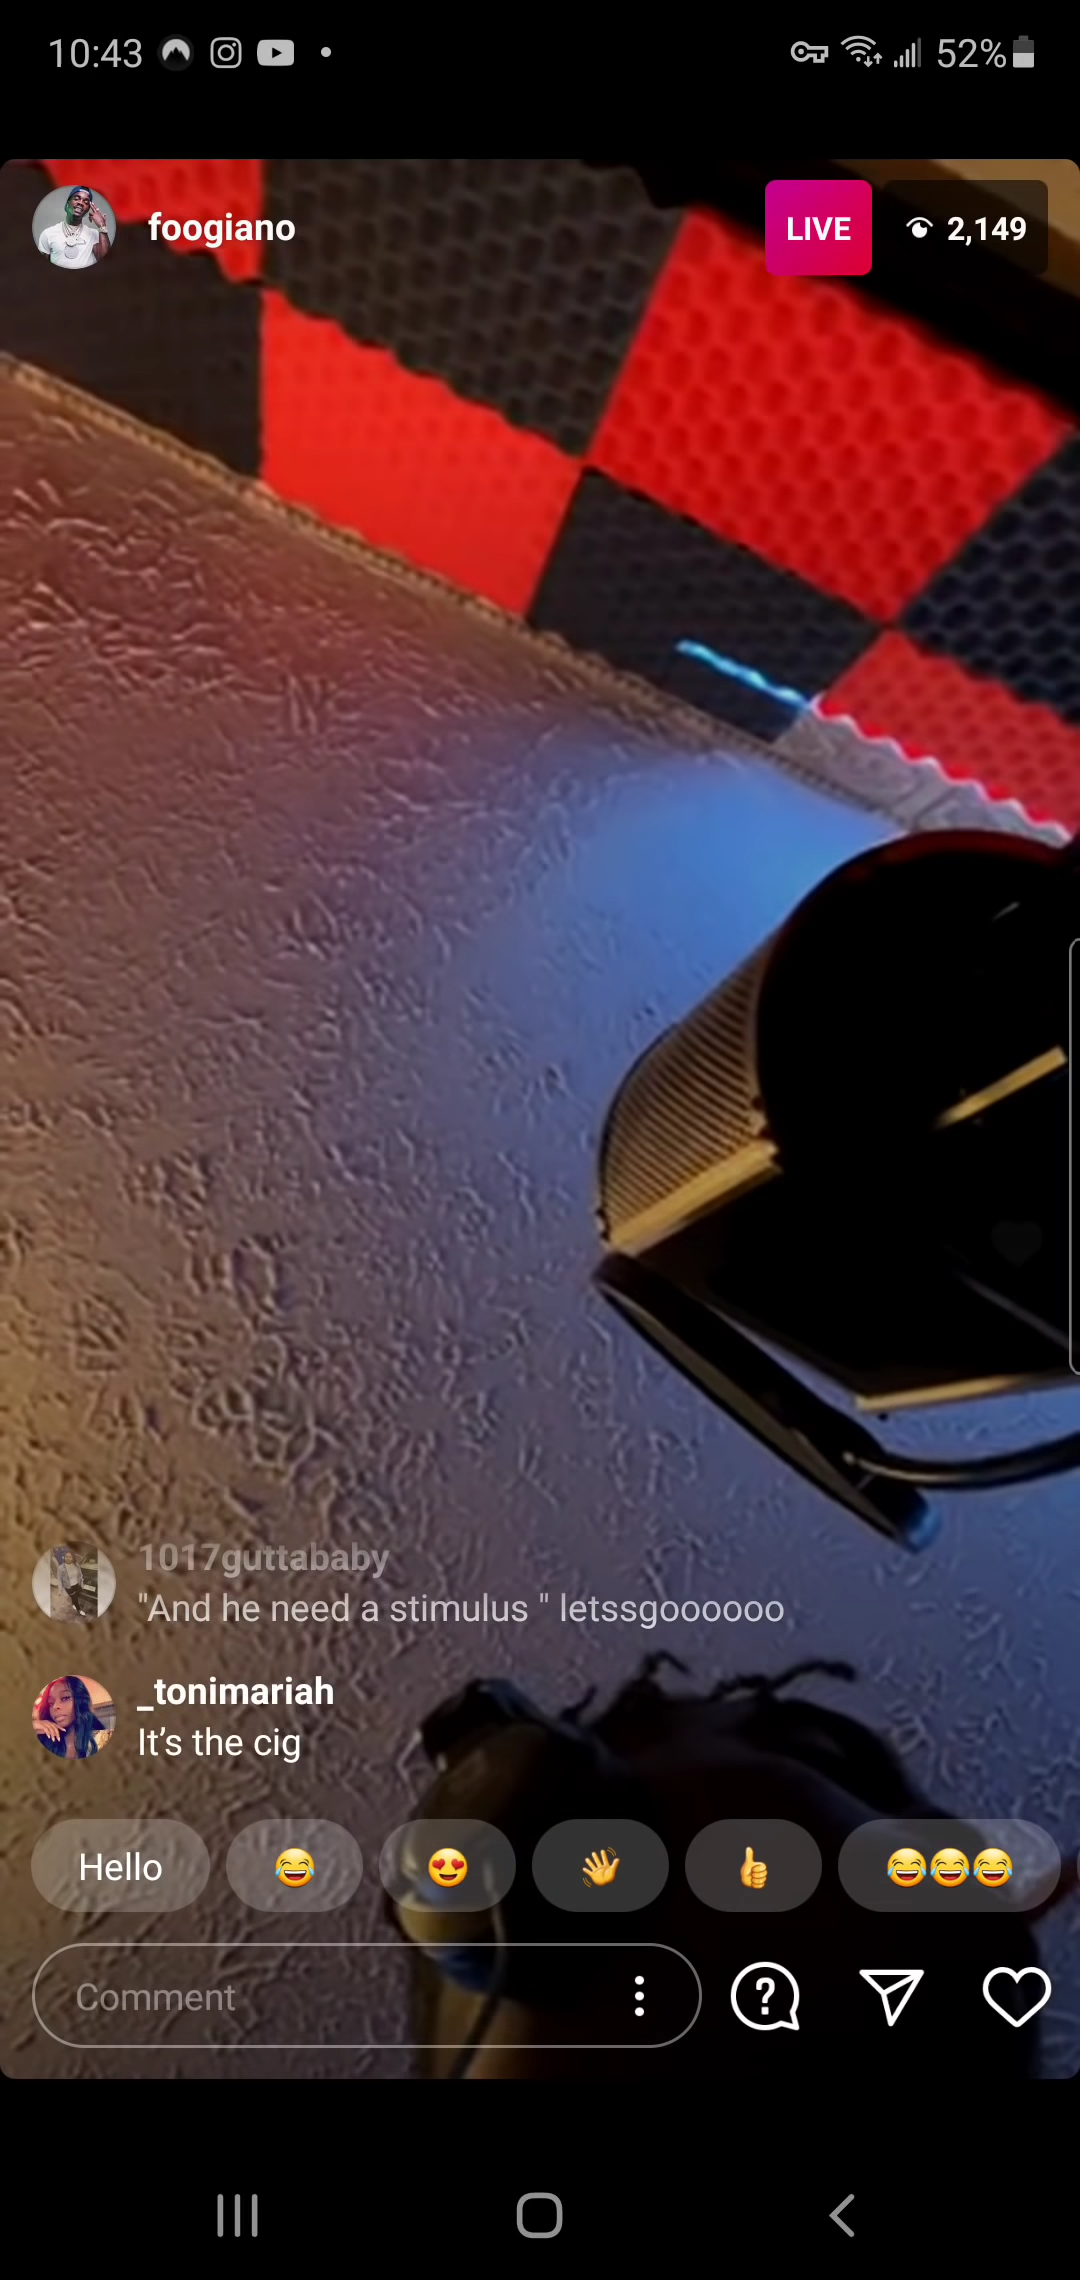 10:43
52%
foogiano
LIVE
2,149
1017guttababy
"And he need a stimulus " letssgoooooo
_tonimariah
It’s the cig
Hello 😂 😍 👋 👍 😂😂😂
Comment